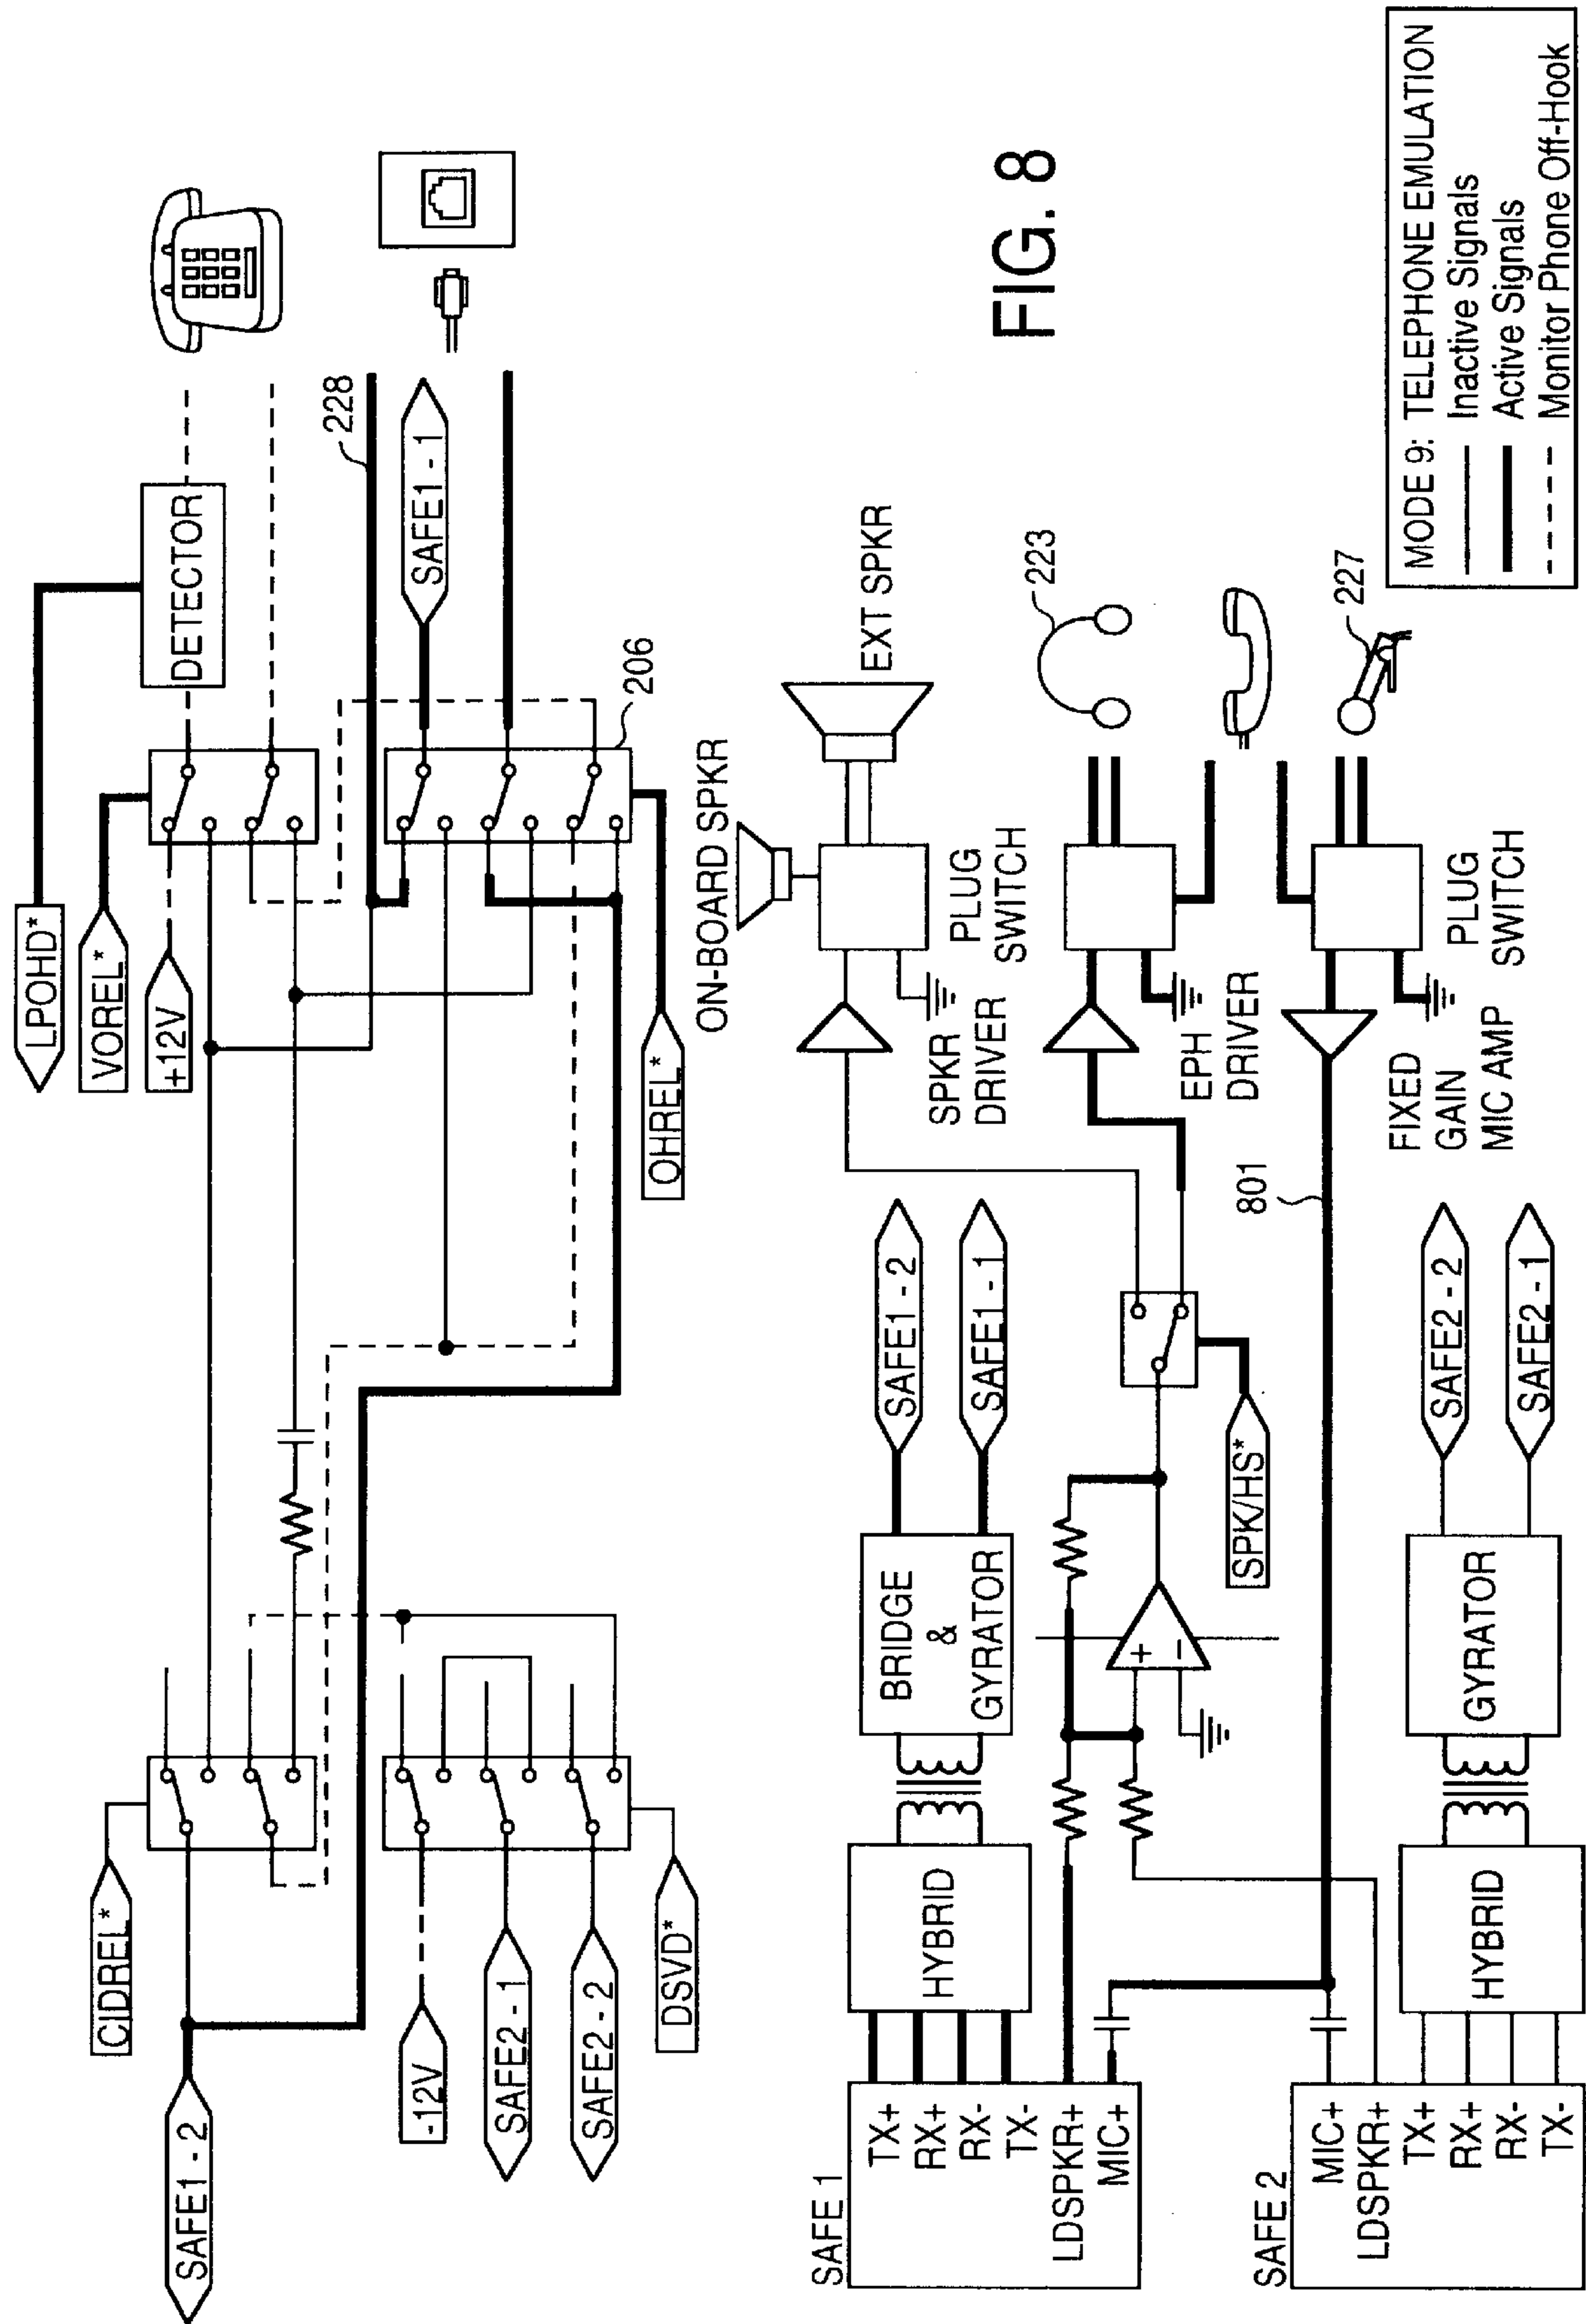 CIDREL*
SAFE1 - 2
-12V
SAFE2 - 1
SAFE2 - 2
DSVD*
LPOHD*
VOREL*
+12V
DETECTOR
228
SAFE1 - 1
206
OHREL*
FIG. 8
SAFE 1
TX+
RX+
RX-
TX-
LDSPKR+
MIC+
HYBRID
BRIDGE
&
GYRATOR
SAFE1 - 2
SAFE1 - 1
+
−
SPK/HS*
ON-BOARD SPKR
SPKR
DRIVER
PLUG
SWITCH
EXT SPKR
EPH
DRIVER
223
801
FIXED
GAIN
MIC AMP
PLUG
SWITCH
227
SAFE 2
MIC+
LDSPKR+
TX+
RX+
RX-
TX-
HYBRID
GYRATOR
SAFE2 - 2
SAFE2 - 1
MODE 9: TELEPHONE EMULATION
Inactive Signals
Active Signals
Monitor Phone Off-Hook